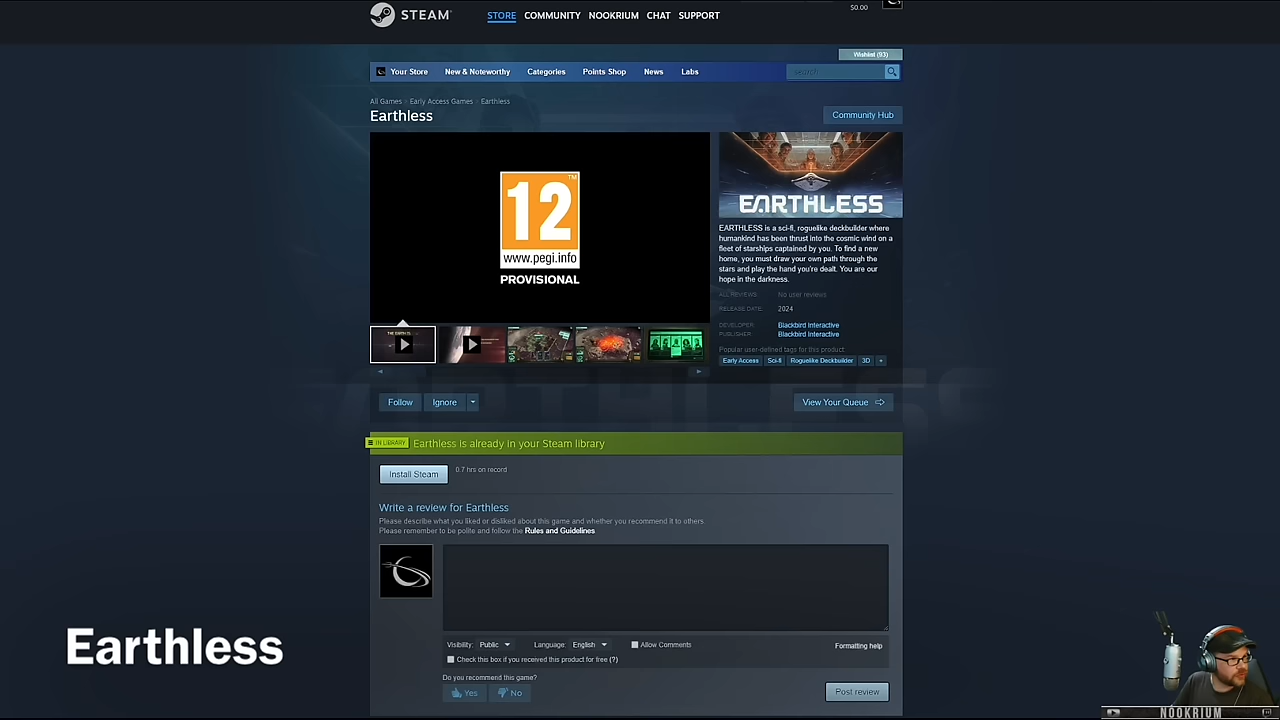 $0.00
STEAM
STORE COMMUNITY NOOKRIUM CHAT SUPPORT
Wishlist (93)
Your Store New & Noteworthy Categories Points Shop News Labs
search
All Games > Early Access Games > Earthless
Earthless
Community Hub
12
www.pegi.info
PROVISIONAL
EARTHLESS
EARTHLESS is a sci-fi, roguelike deckbuilder where
humankind has been thrust into the cosmic wind on a
fleet of starships captained by you. To find a new
home, you must draw your own path through the
stars and play the hand you're dealt. You are our
hope in the darkness.
ALL REVIEWS: No user reviews
RELEASE DATE: 2024
DEVELOPER: Blackbird Interactive
PUBLISHER: Blackbird Interactive
Popular user-defined tags for this product:
Early Access Sci-fi Roguelike Deckbuilder 3D +
Follow Ignore
View Your Queue
IN LIBRARY Earthless is already in your Steam library
Install Steam 0.7 hrs on record
Write a review for Earthless
Please describe what you liked or disliked about this game and whether you recommend it to others.
Please remember to be polite and follow the Rules and Guidelines.
Visibility: Public Language: English Allow Comments
Formatting help
Check this box if you received this product for free (?)
Do you recommend this game?
Yes No
Post review
Earthless
NOOKRIUM